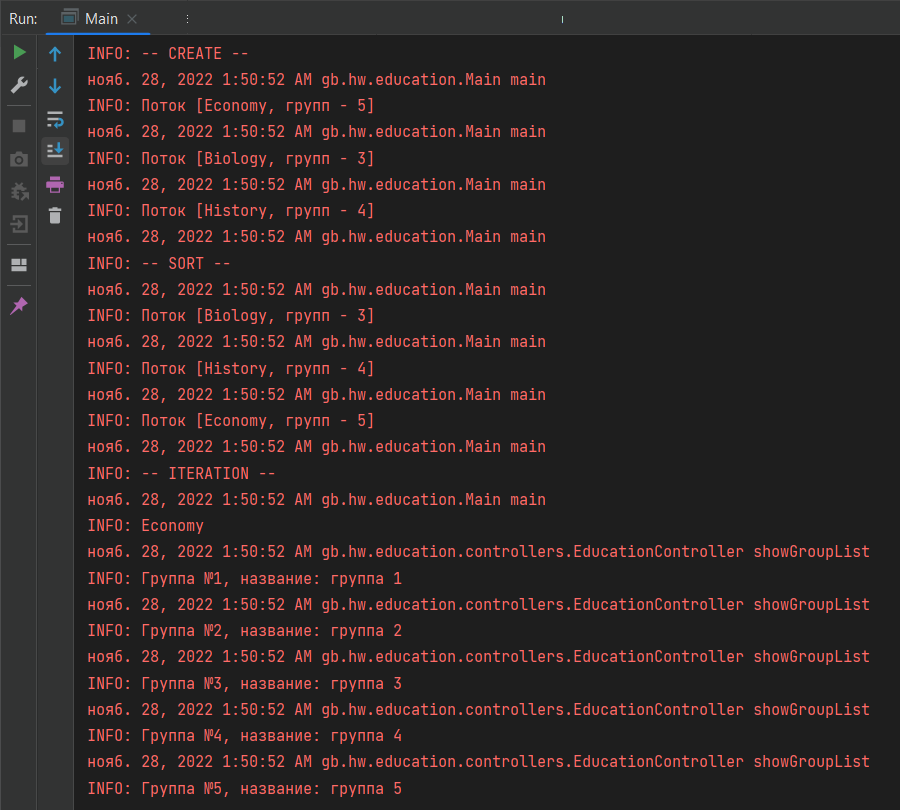 Run: Main
INFO: -- CREATE --
нояб. 28, 2022 1:50:52 AM gb.hw.education.Main main
INFO: Поток [Economy, групп - 5]
нояб. 28, 2022 1:50:52 AM gb.hw.education.Main main
INFO: Поток [Biology, групп - 3]
нояб. 28, 2022 1:50:52 AM gb.hw.education.Main main
INFO: Поток [History, групп - 4]
нояб. 28, 2022 1:50:52 AM gb.hw.education.Main main
INFO: -- SORT --
нояб. 28, 2022 1:50:52 AM gb.hw.education.Main main
INFO: Поток [Biology, групп - 3]
нояб. 28, 2022 1:50:52 AM gb.hw.education.Main main
INFO: Поток [History, групп - 4]
нояб. 28, 2022 1:50:52 AM gb.hw.education.Main main
INFO: Поток [Economy, групп - 5]
нояб. 28, 2022 1:50:52 AM gb.hw.education.Main main
INFO: -- ITERATION --
нояб. 28, 2022 1:50:52 AM gb.hw.education.Main main
INFO: Economy
нояб. 28, 2022 1:50:52 AM gb.hw.education.controllers.EducationController showGroupList
INFO: Группа №1, название: группа 1
нояб. 28, 2022 1:50:52 AM gb.hw.education.controllers.EducationController showGroupList
INFO: Группа №2, название: группа 2
нояб. 28, 2022 1:50:52 AM gb.hw.education.controllers.EducationController showGroupList
INFO: Группа №3, название: группа 3
нояб. 28, 2022 1:50:52 AM gb.hw.education.controllers.EducationController showGroupList
INFO: Группа №4, название: группа 4
нояб. 28, 2022 1:50:52 AM gb.hw.education.controllers.EducationController showGroupList
INFO: Группа №5, название: группа 5